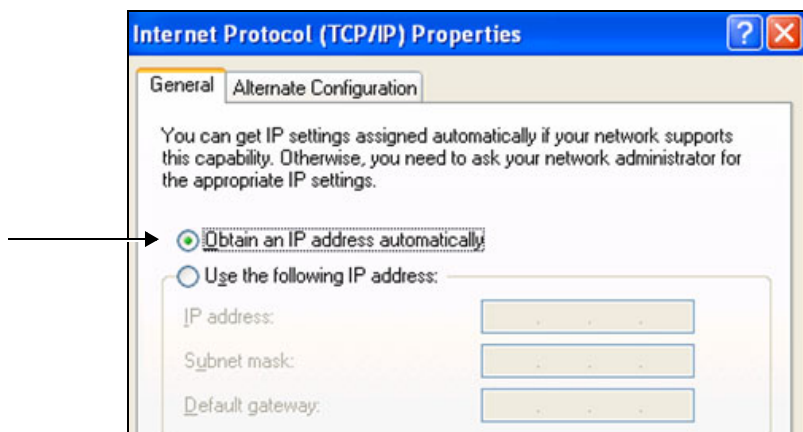 Internet Protocol (TCP/IP) Properties
General
Alternate Configuration
You can get IP settings assigned automatically if your network supports
this capability. Otherwise, you need to ask your network administrator for
the appropriate IP settings.
Obtain an IP address automatically
Use the following IP address:
IP address:
Subnet mask:
Default gateway: